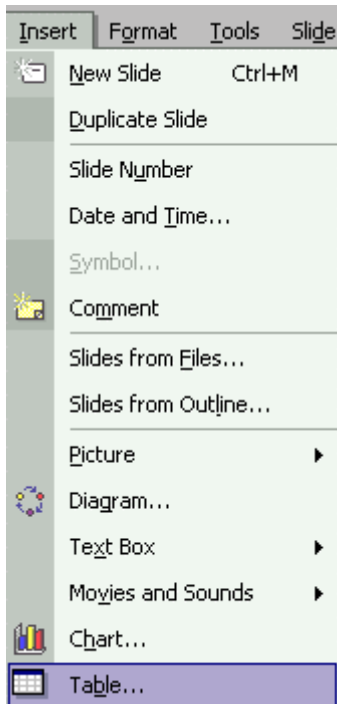 Insert Format Tools Slide
New Slide Ctrl+M
Duplicate Slide
Slide Number
Date and Time...
Symbol...
Comment
Slides from Files...
Slides from Outline...
Picture
Diagram...
Text Box
Movies and Sounds
Chart...
Table...